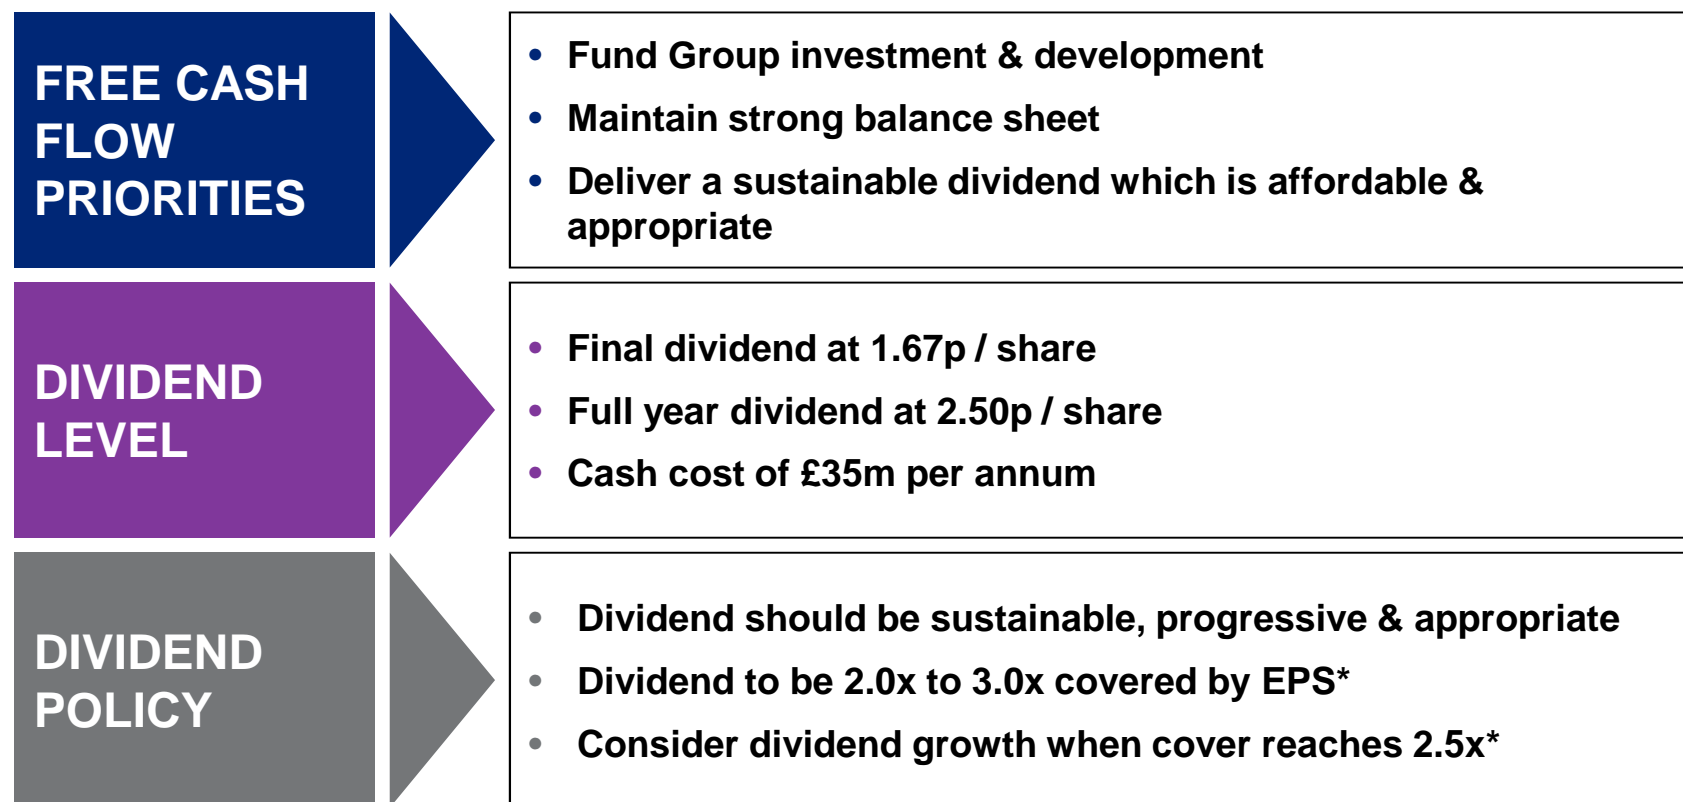 FREE CASH
FLOW
PRIORITIES
• Fund Group investment & development
• Maintain strong balance sheet
• Deliver a sustainable dividend which is affordable &
appropriate
DIVIDEND
LEVEL
• Final dividend at 1.67p / share
• Full year dividend at 2.50p / share
• Cash cost of £35m per annum
DIVIDEND
POLICY
• Dividend should be sustainable, progressive & appropriate
• Dividend to be 2.0x to 3.0x covered by EPS*
• Consider dividend growth when cover reaches 2.5x*